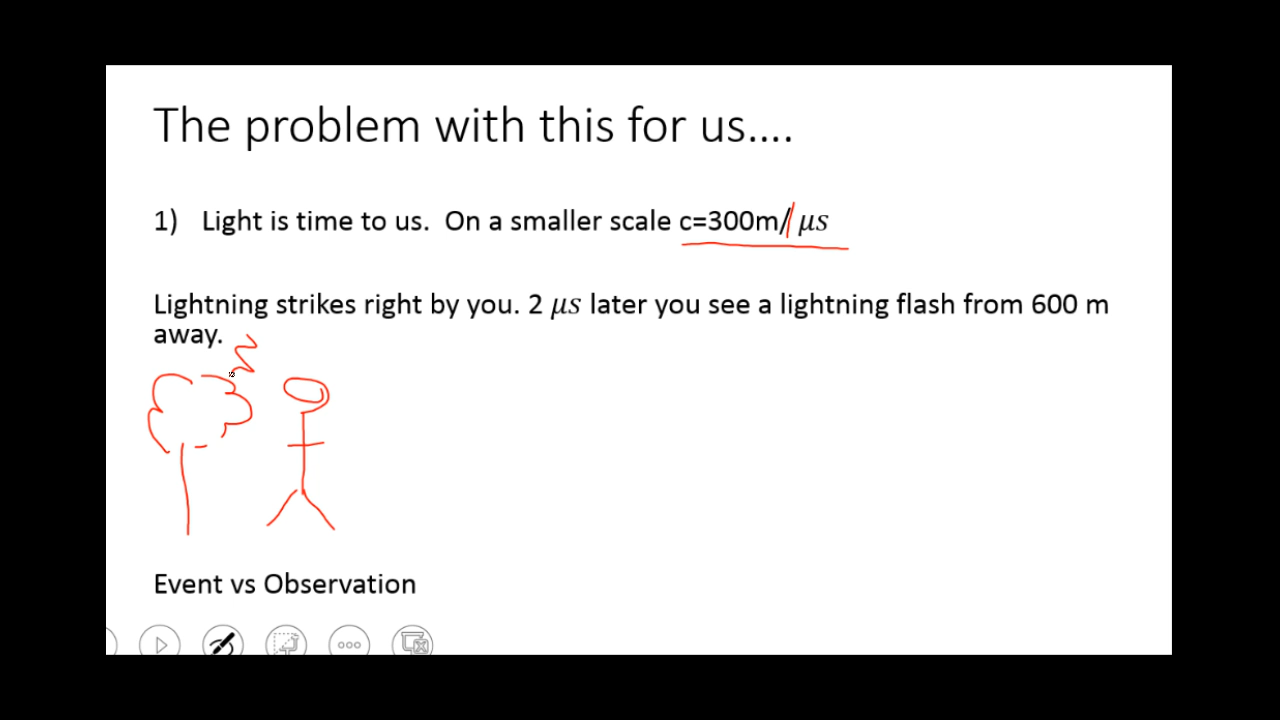 The problem with this for us....
1) Light is time to us. On a smaller scale c=300m/ μs
Lightning strikes right by you. 2 μs later you see a lightning flash from 600 m
away.
Event vs Observation